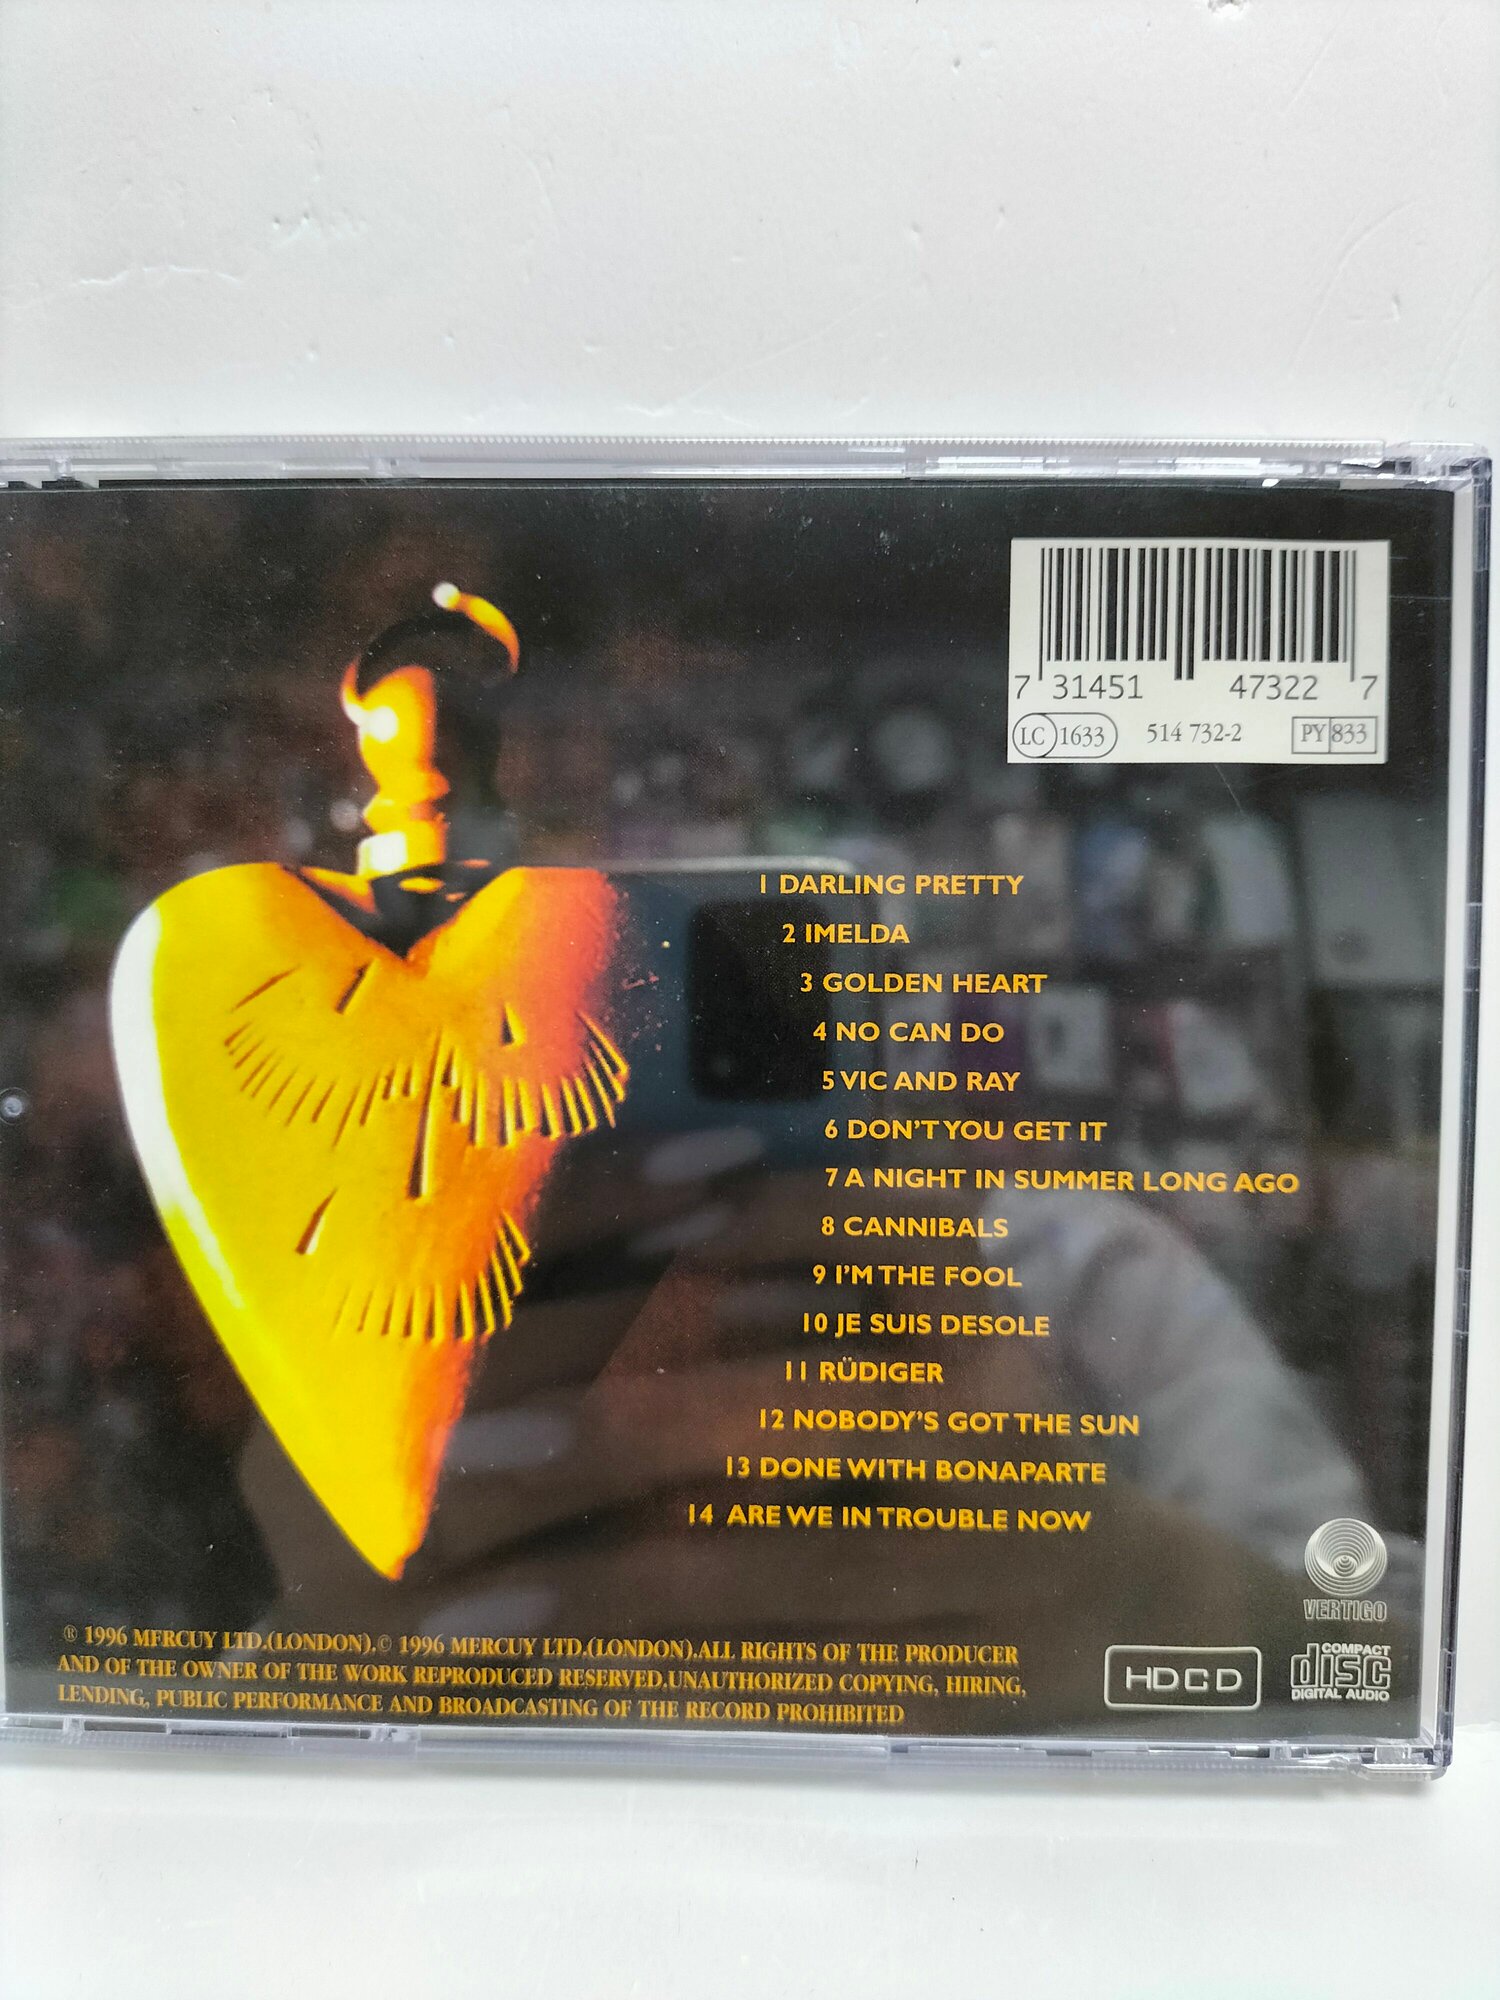 7 31451 47322 7
LC 1633 514 732-2 PY 833
1 DARLING PRETTY
2 IMELDA
3 GOLDEN HEART
4 NO CAN DO
5 VIC AND RAY
6 DON'T YOU GET IT
7 A NIGHT IN SUMMER LONG AGO
8 CANNIBALS
9 I'M THE FOOL
10 JE SUIS DESOLE
11 RÜDIGER
12 NOBODY'S GOT THE SUN
13 DONE WITH BONAPARTE
14 ARE WE IN TROUBLE NOW
VERTIGO
® 1996 MFRCUY LTD.(LONDON).© 1996 MERCUY LTD.(LONDON).ALL RIGHTS OF THE PRODUCER
AND OF THE OWNER OF THE WORK REPRODUCED RESERVED.UNAUTHORIZED COPYING, HIRING,
LENDING, PUBLIC PERFORMANCE AND BROADCASTING OF THE RECORD PROHIBITED
HDCD
COMPACT
disc
DIGITAL AUDIO